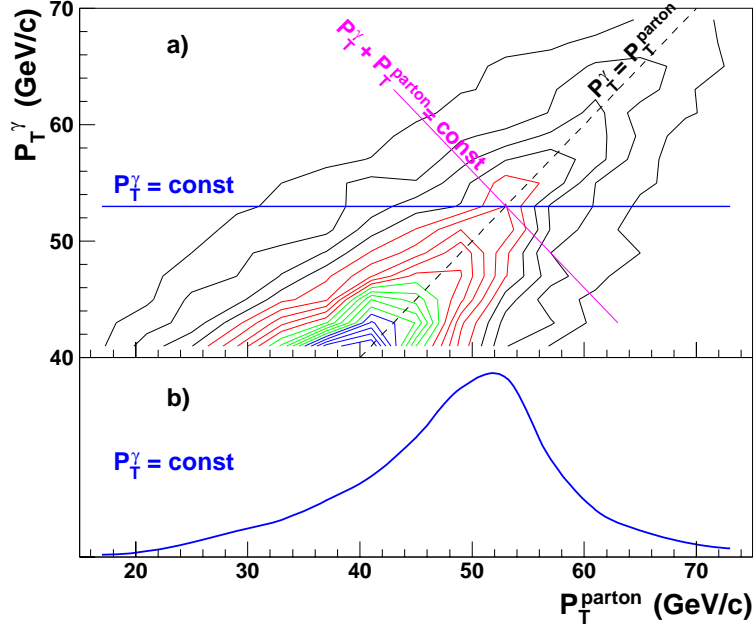 70
a)
P_T^γ + P_T^parton = const
P_T^γ = P_T^parton
P_T^γ (GeV/c)
60
P_T^γ = const
50
40
b)
P_T^γ = const
20 30 40 50 60 70
P_T^parton (GeV/c)